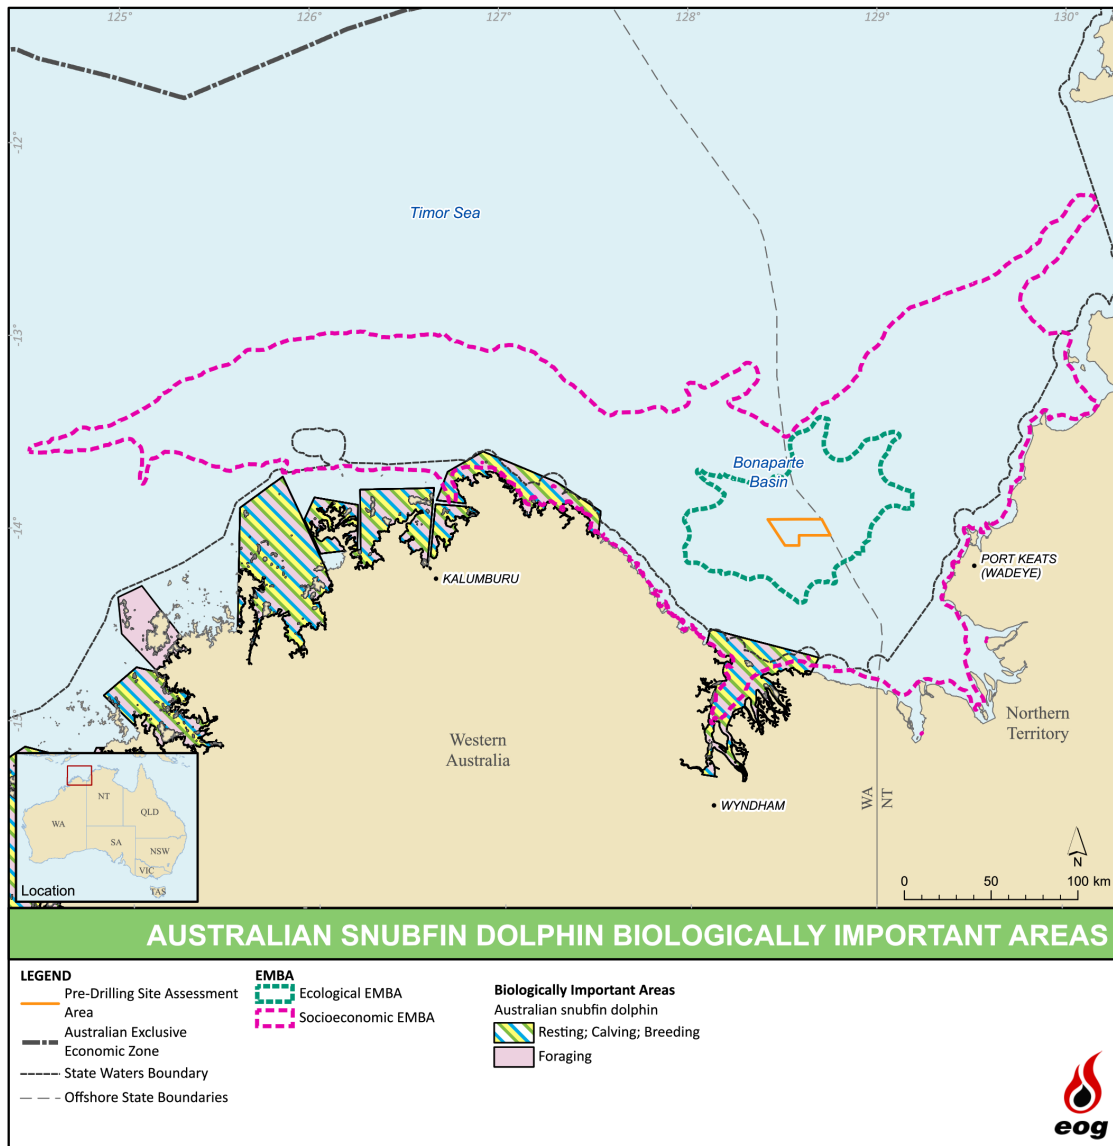 125°
126°
127°
128°
129°
130°
-12°
Timor Sea
-13°
Bonaparte
Basin
-14°
PORT KEATS
(WADEYE)
KALUMBURU
Northern
Territory
Western
Australia
WA
NT
WYNDHAM
NT
WA
QLD
SA
NSW
VIC
TAS
Location
N
0 50 100 km
AUSTRALIAN SNUBFIN DOLPHIN BIOLOGICALLY IMPORTANT AREAS
LEGEND
Pre-Drilling Site Assessment
Area
Australian Exclusive
Economic Zone
State Waters Boundary
Offshore State Boundaries
EMBA
Ecological EMBA
Socioeconomic EMBA
Biologically Important Areas
Australian snubfin dolphin
Resting; Calving; Breeding
Foraging
eog